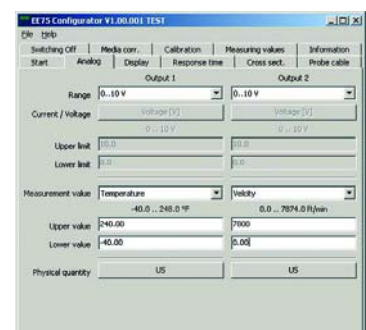 EE75 Configurator V1.00.001 TEST
File Help
Switching Off Media corr. Calibration Measuring values Information
Start Analog Display Response time Cross sect. Probe cable
Output 1 Output 2
Range 0..10 V 0..10 V
Current / Voltage Voltage [V] Voltage [V]
0 .. 10 V 0 .. 10 V
Upper limit 10.0 10.0
Lower limit 0.0 0.0
Measurement value Temperature Velcity
-40.0 .. 248.0 °F 0.0 .. 7874.0 ft/min
Upper value 240.00 7800
Lower value -40.00 0.00
Physical quantity US US